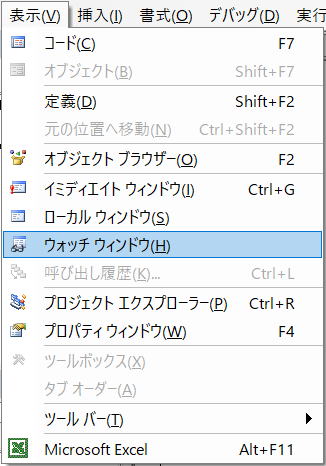 表示(V) 挿入(I) 書式(O) デバッグ(D) 実行
コード(C) F7
オブジェクト(B) Shift+F7
定義(D) Shift+F2
元の位置へ移動(N) Ctrl+Shift+F2
オブジェクト ブラウザー(O) F2
イミディエイト ウィンドウ(I) Ctrl+G
ローカル ウィンドウ(S)
ウォッチ ウィンドウ(H)
呼び出し履歴(K)... Ctrl+L
プロジェクト エクスプローラー(P) Ctrl+R
プロパティ ウィンドウ(W) F4
ツールボックス(X)
タブ オーダー(A)
ツール バー(T)
Microsoft Excel Alt+F11